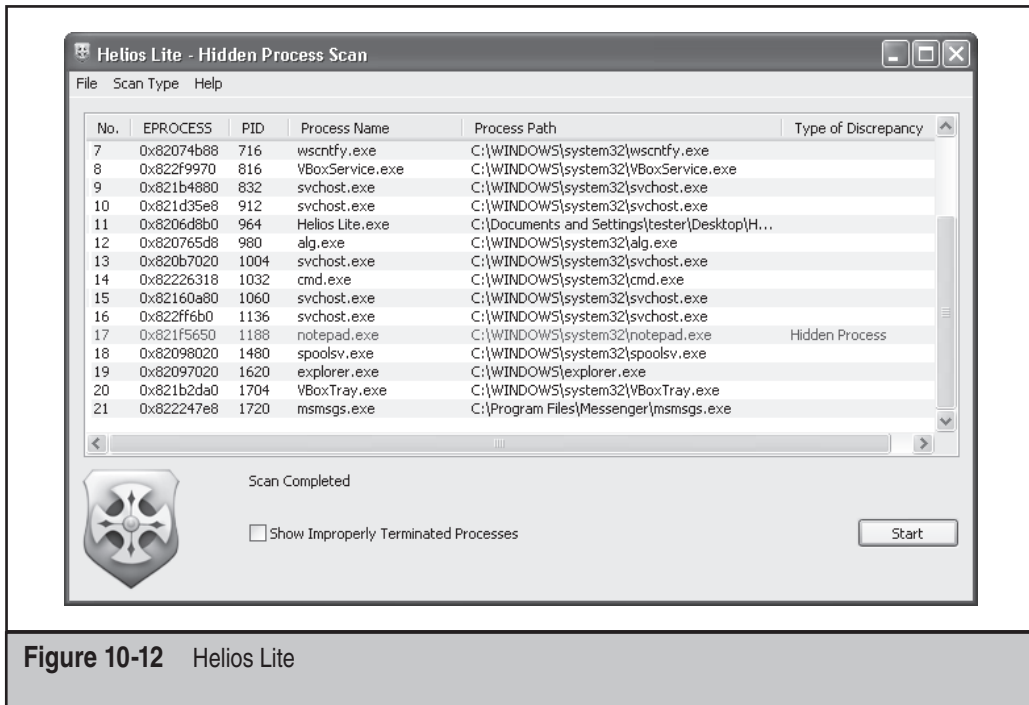 Helios Lite - Hidden Process Scan
File Scan Type Help
No. EPROCESS PID Process Name Process Path Type of Discrepancy
7 0x82074b88 716 wscntfy.exe C:\WINDOWS\system32\wscntfy.exe
8 0x822f9970 816 VBoxService.exe C:\WINDOWS\system32\VBoxService.exe
9 0x821b4880 832 svchost.exe C:\WINDOWS\system32\svchost.exe
10 0x821d35e8 912 svchost.exe C:\WINDOWS\system32\svchost.exe
11 0x8206d8b0 964 Helios Lite.exe C:\Documents and Settings\tester\Desktop\H...
12 0x820765d8 980 alg.exe C:\WINDOWS\system32\alg.exe
13 0x820b7020 1004 svchost.exe C:\WINDOWS\system32\svchost.exe
14 0x82226318 1032 cmd.exe C:\WINDOWS\system32\cmd.exe
15 0x82160a80 1060 svchost.exe C:\WINDOWS\system32\svchost.exe
16 0x822ff6b0 1136 svchost.exe C:\WINDOWS\system32\svchost.exe
17 0x821f5650 1188 notepad.exe C:\WINDOWS\system32\notepad.exe Hidden Process
18 0x82098020 1480 spoolsv.exe C:\WINDOWS\system32\spoolsv.exe
19 0x82097020 1620 explorer.exe C:\WINDOWS\explorer.exe
20 0x821b2da0 1704 VBoxTray.exe C:\WINDOWS\system32\VBoxTray.exe
21 0x822247e8 1720 msmsgs.exe C:\Program Files\Messenger\msmsgs.exe
Scan Completed
Show Improperly Terminated Processes
Start
Figure 10-12 Helios Lite